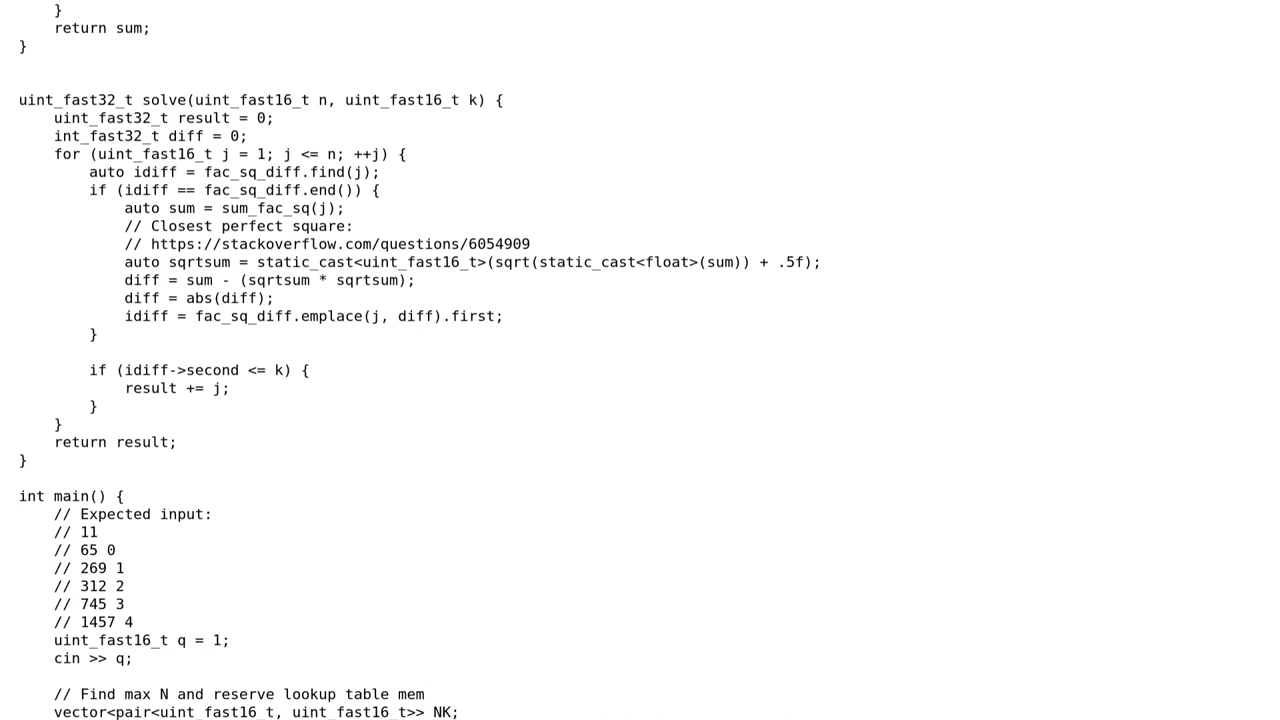 }
    return sum;
}
uint_fast32_t solve(uint_fast16_t n, uint_fast16_t k) {
    uint_fast32_t result = 0;
    int_fast32_t diff = 0;
    for (uint_fast16_t j = 1; j <= n; ++j) {
        auto idiff = fac_sq_diff.find(j);
        if (idiff == fac_sq_diff.end()) {
            auto sum = sum_fac_sq(j);
            // Closest perfect square:
            // https://stackoverflow.com/questions/6054909
            auto sqrtsum = static_cast<uint_fast16_t>(sqrt(static_cast<float>(sum)) + .5f);
            diff = sum - (sqrtsum * sqrtsum);
            diff = abs(diff);
            idiff = fac_sq_diff.emplace(j, diff).first;
        }
        if (idiff->second <= k) {
            result += j;
        }
    }
    return result;
}
int main() {
    // Expected input:
    // 11
    // 65 0
    // 269 1
    // 312 2
    // 745 3
    // 1457 4
    uint_fast16_t q = 1;
    cin >> q;
    // Find max N and reserve lookup table mem
    vector<pair<uint_fast16_t, uint_fast16_t>> NK;